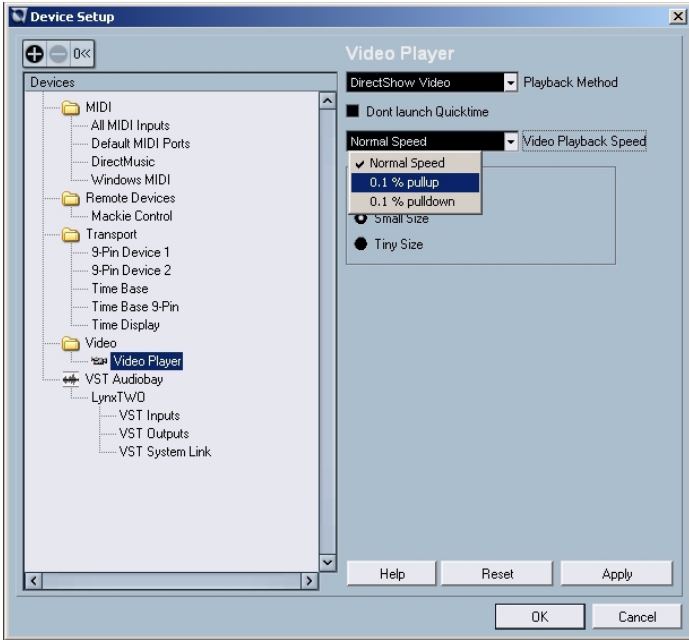 Device Setup
0«
Devices
MIDI
All MIDI Inputs
Default MIDI Ports
DirectMusic
Windows MIDI
Remote Devices
Mackie Control
Transport
9-Pin Device 1
9-Pin Device 2
Time Base
Time Base 9-Pin
Time Display
Video
Video Player
VST Audiobay
LynxTWO
VST Inputs
VST Outputs
VST System Link
Video Player
DirectShow Video Playback Method
Dont launch Quicktime
Normal Speed Video Playback Speed
Normal Speed
0.1 % pullup
0.1 % pulldown
Small Size
Tiny Size
Help Reset Apply
OK Cancel